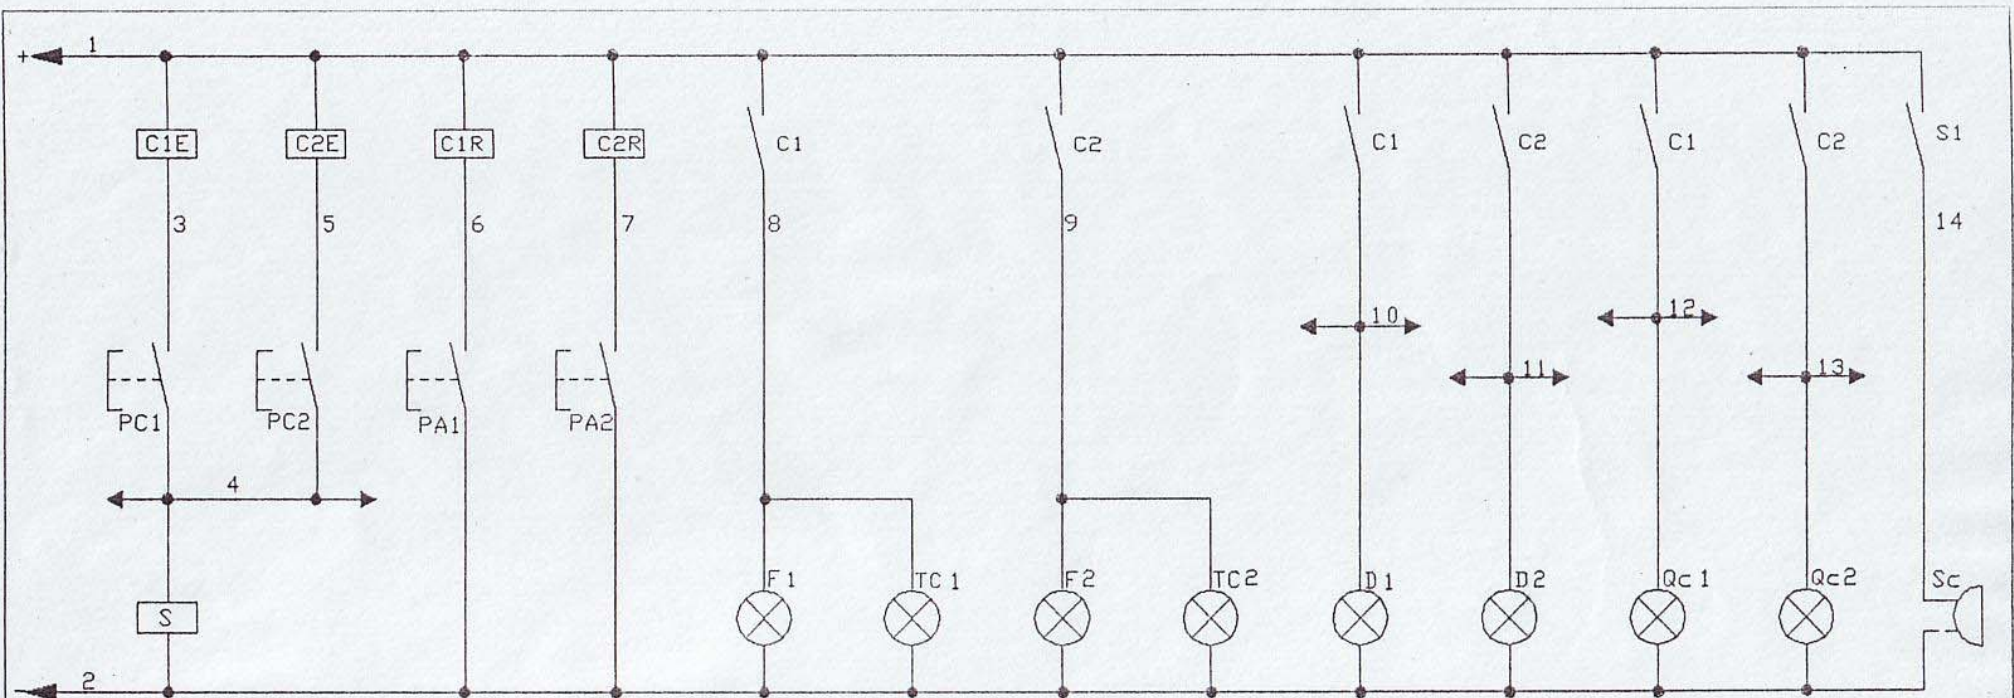 + 1
C1E C2E C1R C2R C1 C2 C1 C2 C1 C2 S1
3 5 6 7 8 9 14
10 12
11 13
PC1 PC2 PA1 PA2
4
F1 TC1 F2 TC2 D1 D2 Qc1 Qc2 Sc
S
- 2